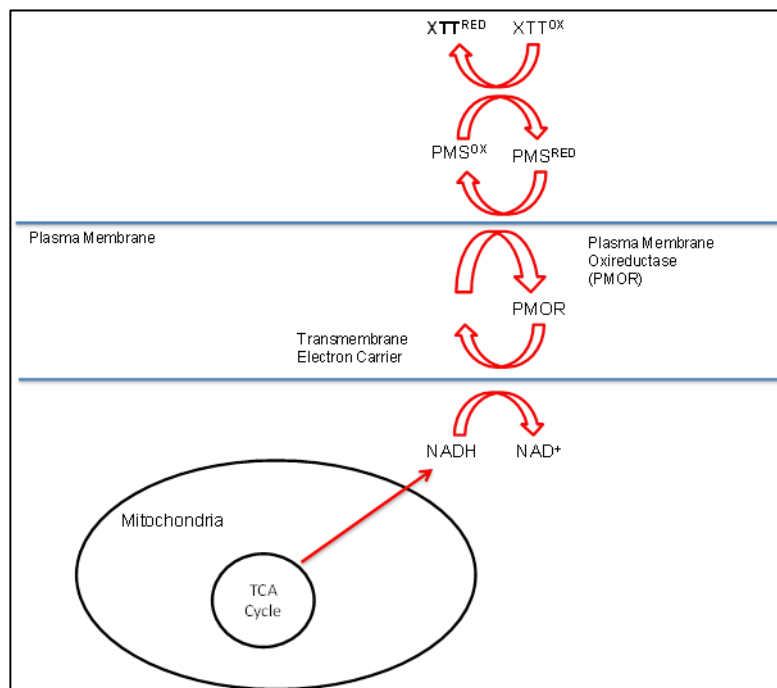 XTTRED XTTOX
PMSOX PMSRED
Plasma Membrane
Plasma Membrane
Oxireductase
(PMOR)
PMOR
Transmembrane
Electron Carrier
NADH NAD+
Mitochondria
TCA
Cycle